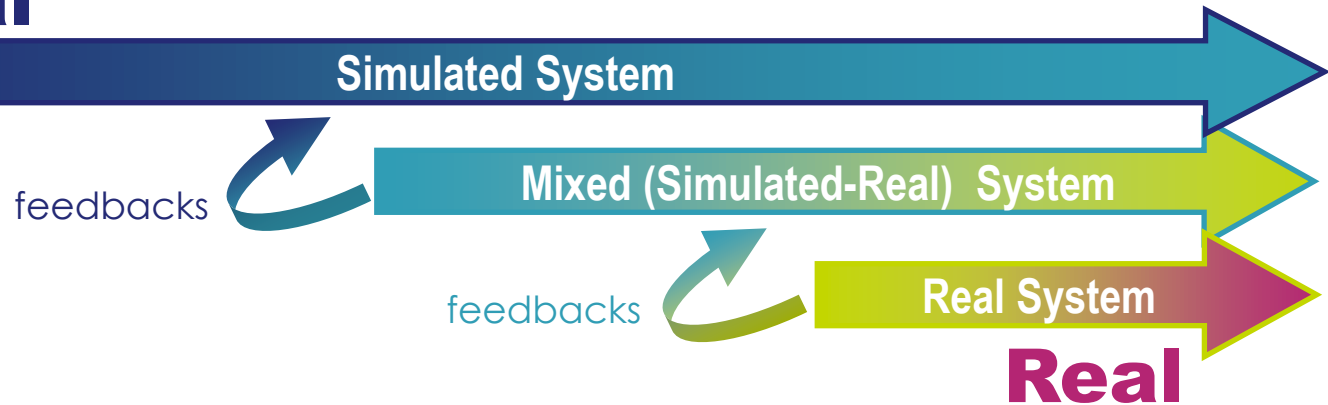 Simulated System
feedbacks
Mixed (Simulated-Real) System
feedbacks
Real System
Real